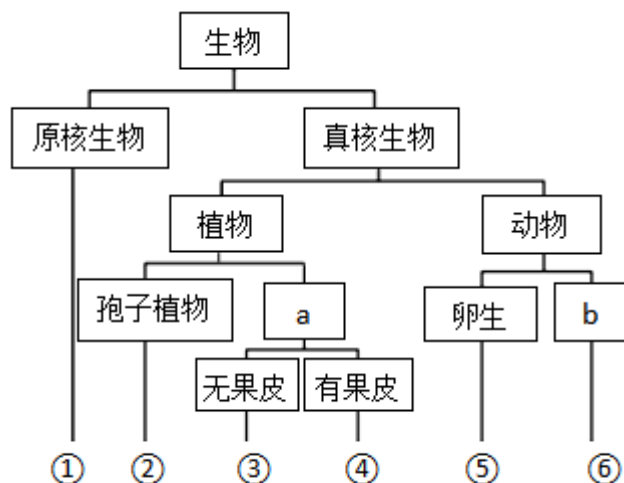 生物
原核生物 真核生物
植物 动物
孢子植物 a 卵生 b
无果皮 有果皮
① ② ③ ④ ⑤ ⑥